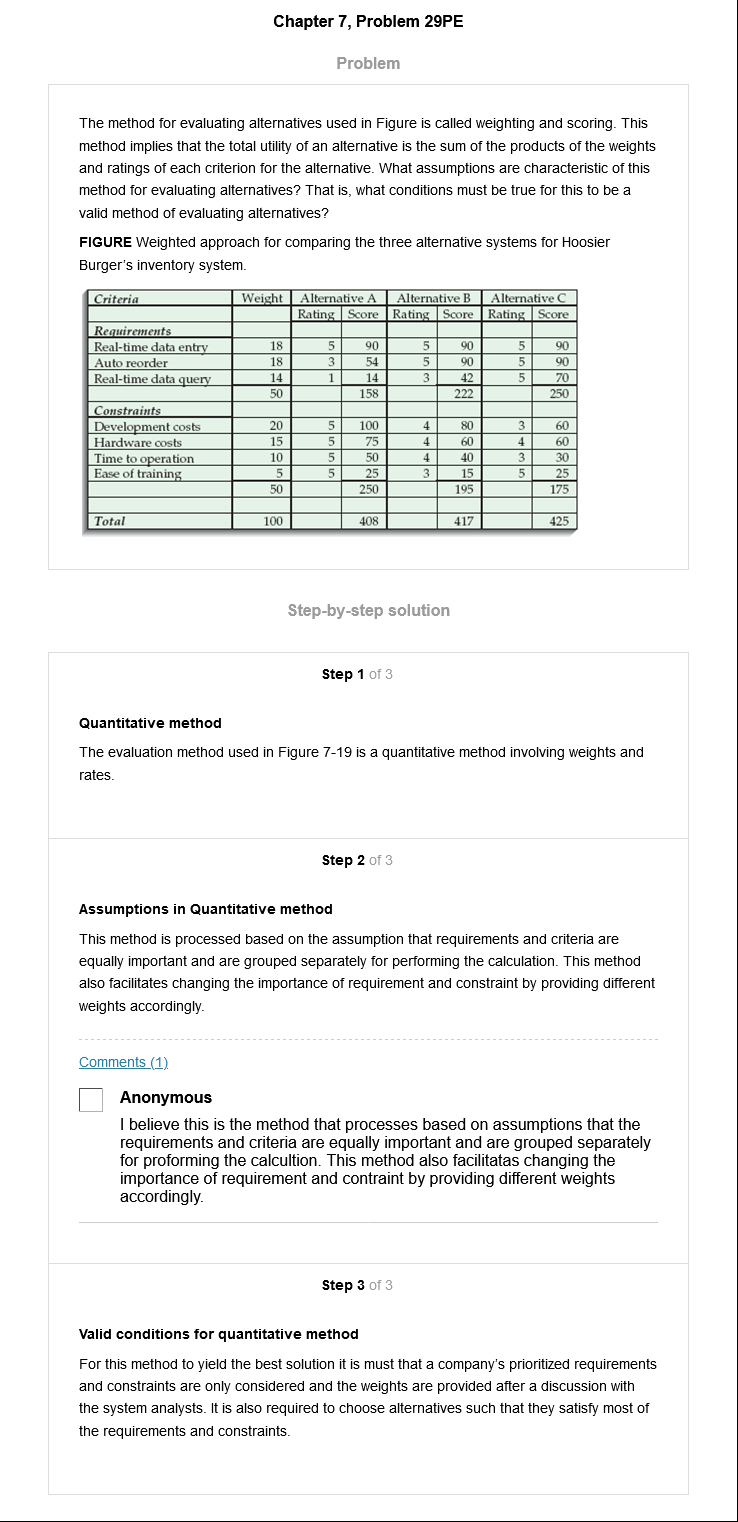 Chapter 7, Problem 29PE
Problem
The method for evaluating alternatives used in Figure is called weighting and scoring. This
method implies that the total utility of an alternative is the sum of the products of the weights
and ratings of each criterion for the alternative. What assumptions are characteristic of this
method for evaluating alternatives? That is, what conditions must be true for this to be a
valid method of evaluating alternatives?
FIGURE Weighted approach for comparing the three alternative systems for Hoosier
Burger's inventory system.
Criteria Weight Alternative A Alternative B Alternative C
Rating Score Rating Score Rating Score
Requirements
Real-time data entry 18 5 90 5 90 5 90
Auto reorder 18 3 54 5 90 5 90
Real-time data query 14 1 14 3 42 5 70
50 158 222 250
Constraints
Development costs 20 5 100 4 80 3 60
Hardware costs 15 5 75 4 60 4 60
Time to operation 10 5 50 4 40 3 30
Ease of training 5 5 25 3 15 5 25
50 250 195 175
Total 100 408 417 425
Step-by-step solution
Step 1 of 3
Quantitative method
The evaluation method used in Figure 7-19 is a quantitative method involving weights and
rates.
Step 2 of 3
Assumptions in Quantitative method
This method is processed based on the assumption that requirements and criteria are
equally important and are grouped separately for performing the calculation. This method
also facilitates changing the importance of requirement and constraint by providing different
weights accordingly.
Comments (1)
Anonymous
I believe this is the method that processes based on assumptions that the
requirements and criteria are equally important and are grouped separately
for proforming the calcultion. This method also facilitatas changing the
importance of requirement and contraint by providing different weights
accordingly.
Step 3 of 3
Valid conditions for quantitative method
For this method to yield the best solution it is must that a company's prioritized requirements
and constraints are only considered and the weights are provided after a discussion with
the system analysts. It is also required to choose alternatives such that they satisfy most of
the requirements and constraints.